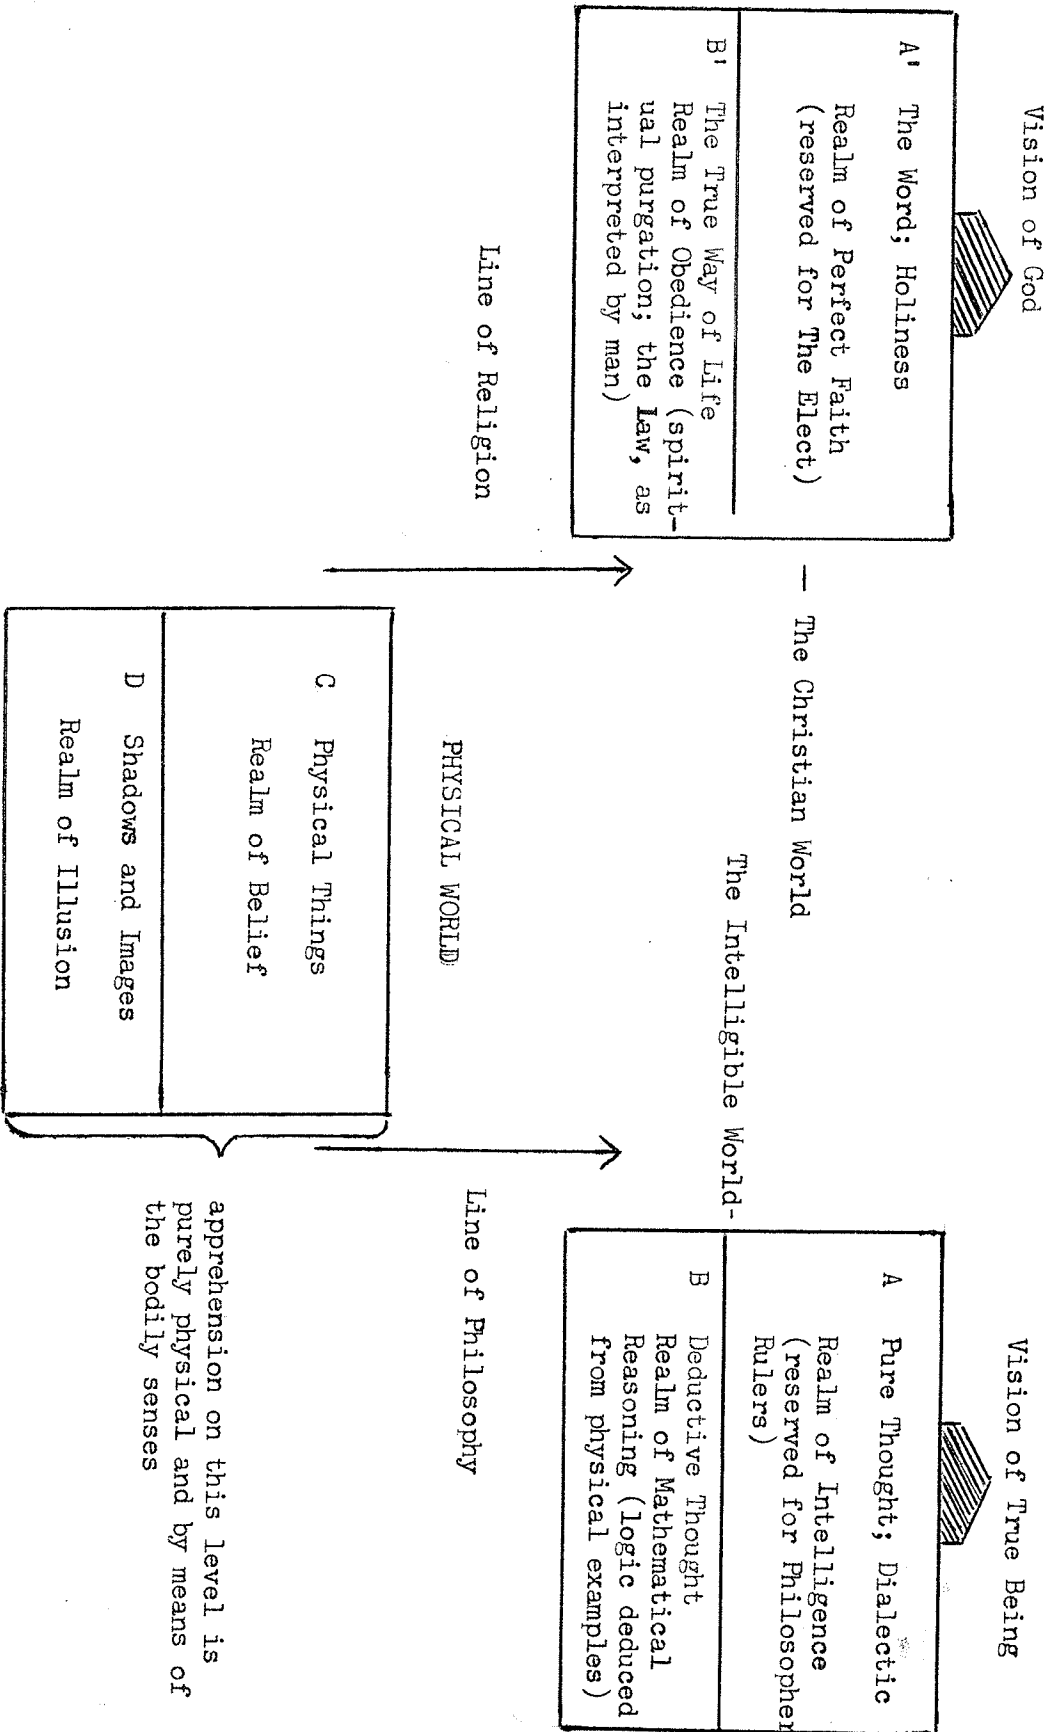 Vision of God
A' The Word; Holiness
Realm of Perfect Faith
(reserved for The Elect)
B' The True Way of Life
Realm of Obedience (spirit-
ual purgation; the Law, as
interpreted by man)
— The Christian World
The Intelligible World-
Vision of True Being
A Pure Thought; Dialectic
Realm of Intelligence
(reserved for Philosopher
Rulers)
B Deductive Thought
Realm of Mathematical
Reasoning (logic deduced
from physical examples)
Line of Religion
Line of Philosophy
PHYSICAL WORLD
C Physical Things
Realm of Belief
D Shadows and Images
Realm of Illusion
apprehension on this level is
purely physical and by means of
the bodily senses